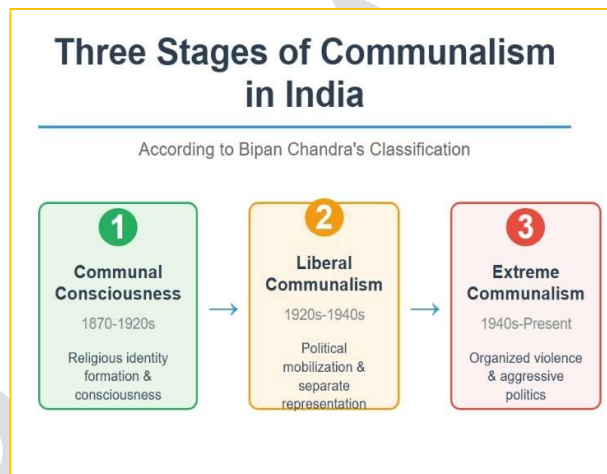 Three Stages of Communalism
in India
According to Bipan Chandra's Classification
1
Communal
Consciousness
1870-1920s
Religious identity
formation &
consciousness
→
2
Liberal
Communalism
1920s-1940s
Political
mobilization &
separate
representation
→
3
Extreme
Communalism
1940s-Present
Organized violence
& aggressive
politics